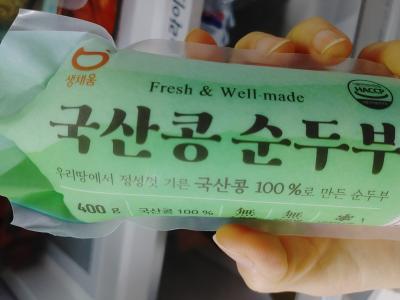 생채움
Fresh & Well-made
HACCP
국산콩 순두부
우리땅에서 정성껏 기른 국산콩 100%로 만든 순두부
400g 국산콩 100% 無 無